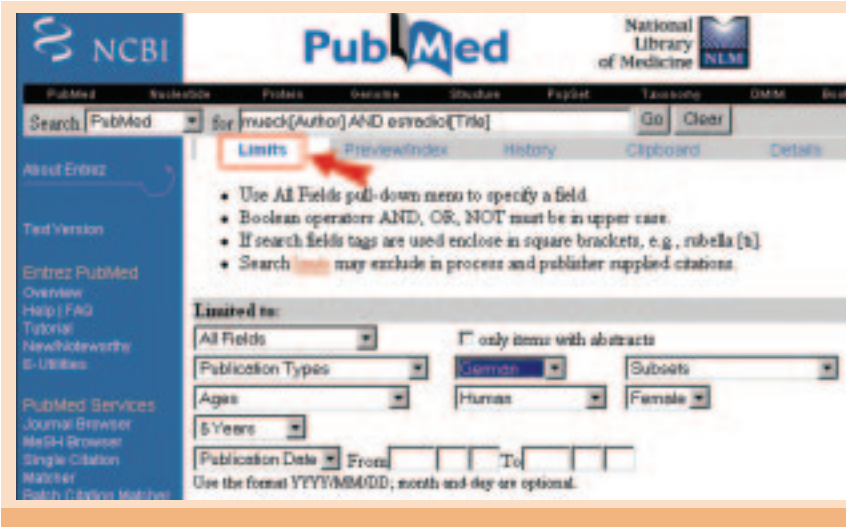 NCBI
PubMed
National
Library
of Medicine NLM
PubMed Nucleotide Protein Genome Structure PopSet Taxonomy OMIM
Search PubMed for mueck[Author] AND estradiol[Title] Go Clear
Limits Preview/Index History Clipboard Details
About Entrez
Text Version
Entrez PubMed
Overview
Help | FAQ
Tutorial
New/Noteworthy
E-Utilities
PubMed Services
Journal Browser
MeSH Browser
Single Citation
Matcher
Batch Citation Matcher
• Use All Fields pull-down menu to specify a field.
• Boolean operators AND, OR, NOT must be in upper case.
• If search fields tags are used enclose in square brackets, e.g., rubella [ti].
• Search limits may exclude in process and publisher supplied citations.
Limited to:
All Fields only items with abstracts
Publication Types German Subsets
Ages Human Female
5 Years
Publication Date From To
Use the format YYYY/MM/DD; month and day are optional.